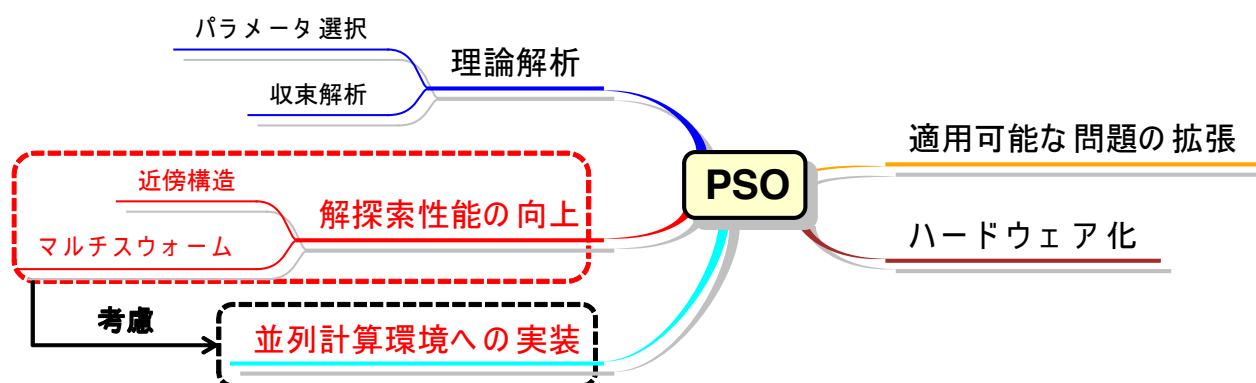 パラメータ選択
理論解析
収束解析
適用可能な問題の拡張
PSO
近傍構造
解探索性能の向上
マルチスウォーム
ハードウェア化
考慮
並列計算環境への実装